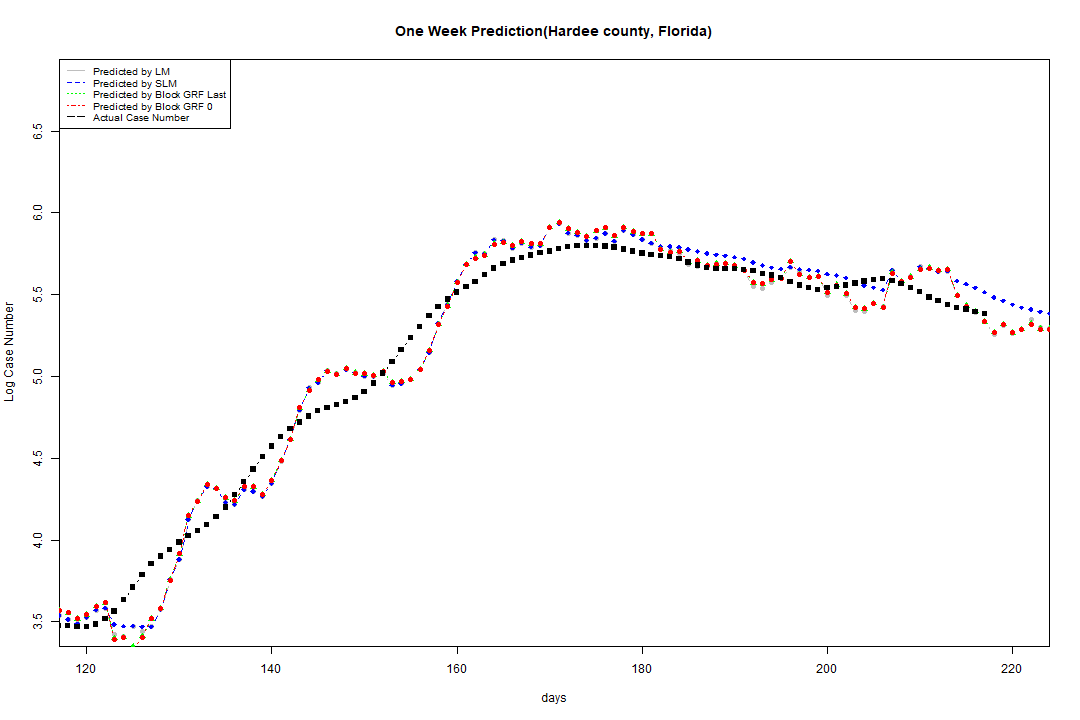 One Week Prediction(Hardee county, Florida)
Predicted by LM
Predicted by SLM
Predicted by Block GRF Last
Predicted by Block GRF 0
Actual Case Number
Log Case Number
6.5
6.0
5.5
5.0
4.5
4.0
3.5
120 140 160 180 200 220
days